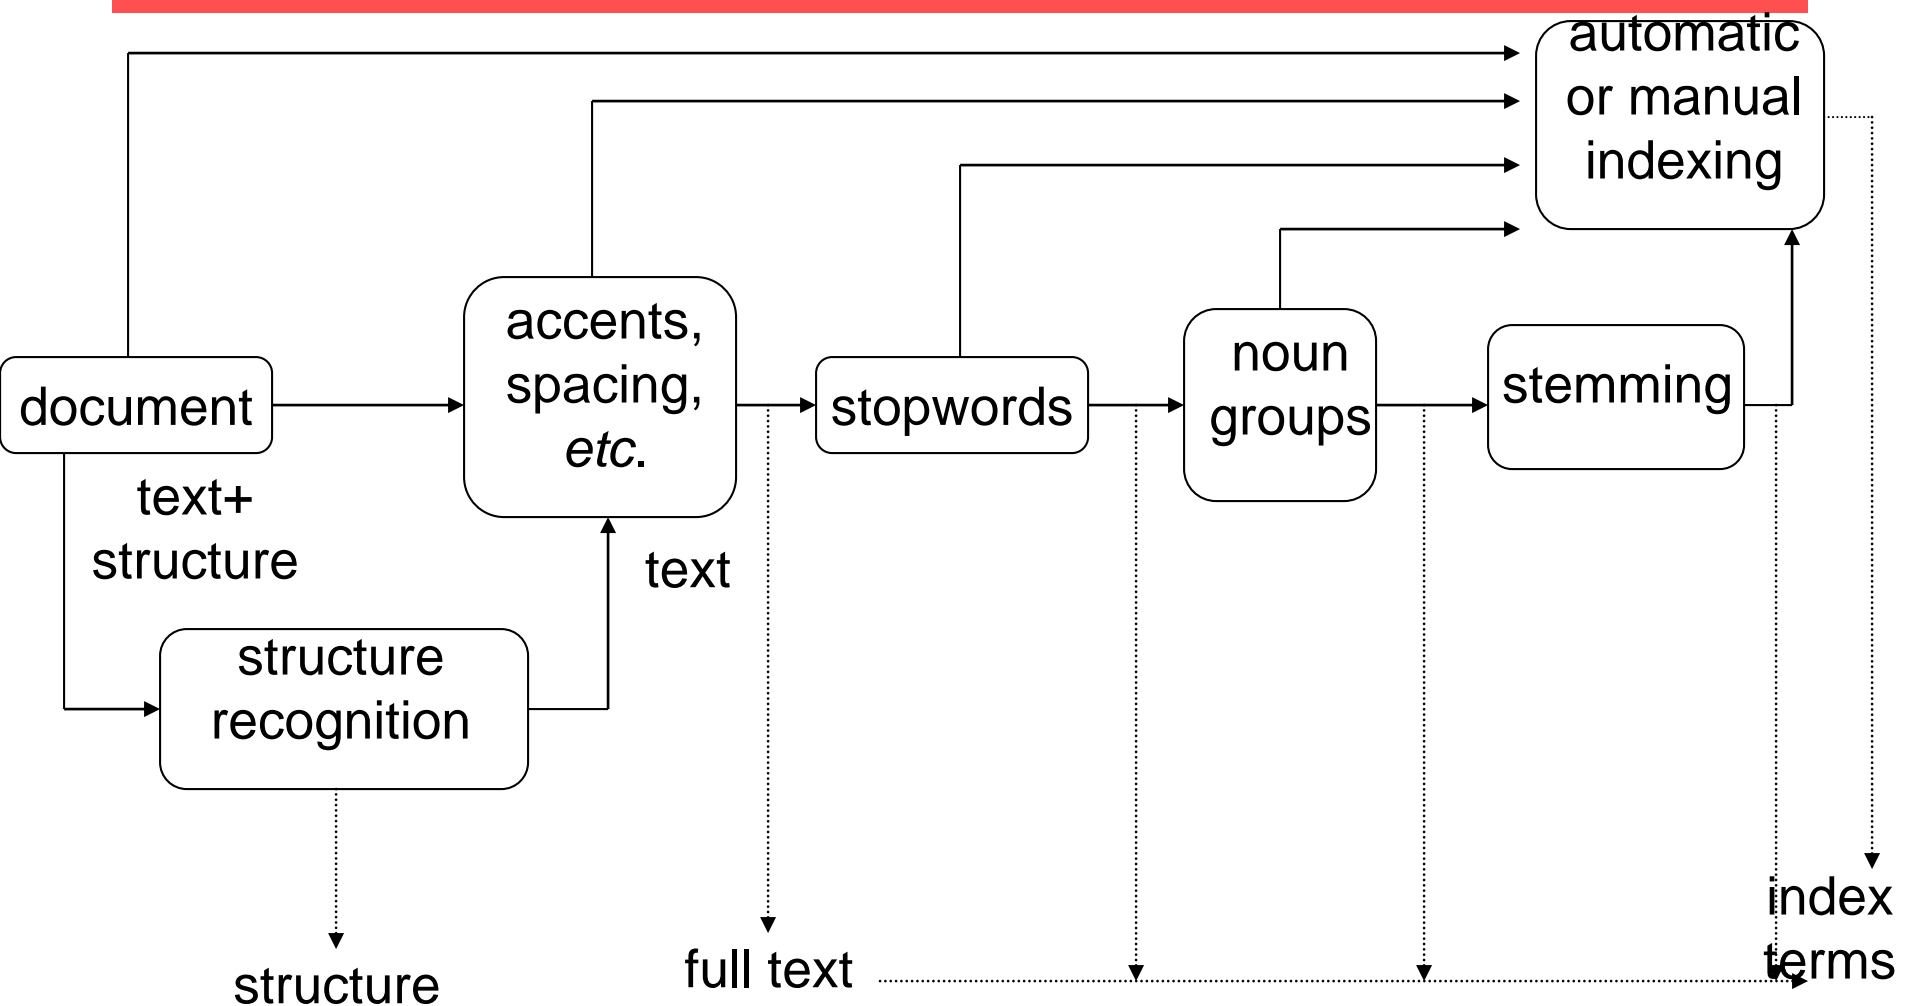 automatic
or manual
indexing
accents,
spacing,
etc.
document
stopwords
noun
groups
stemming
text+
structure
text
structure
recognition
structure
full text
index
terms